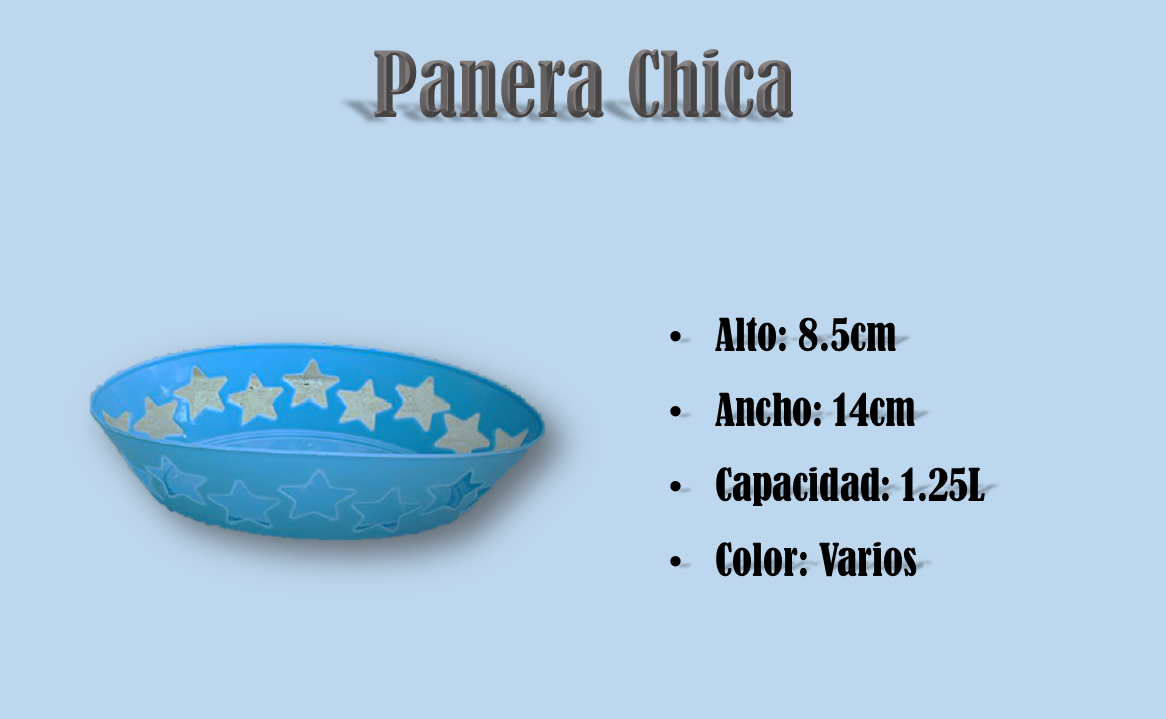 Panera Chica
• Alto: 8.5cm
• Ancho: 14cm
• Capacidad: 1.25L
• Color: Varios